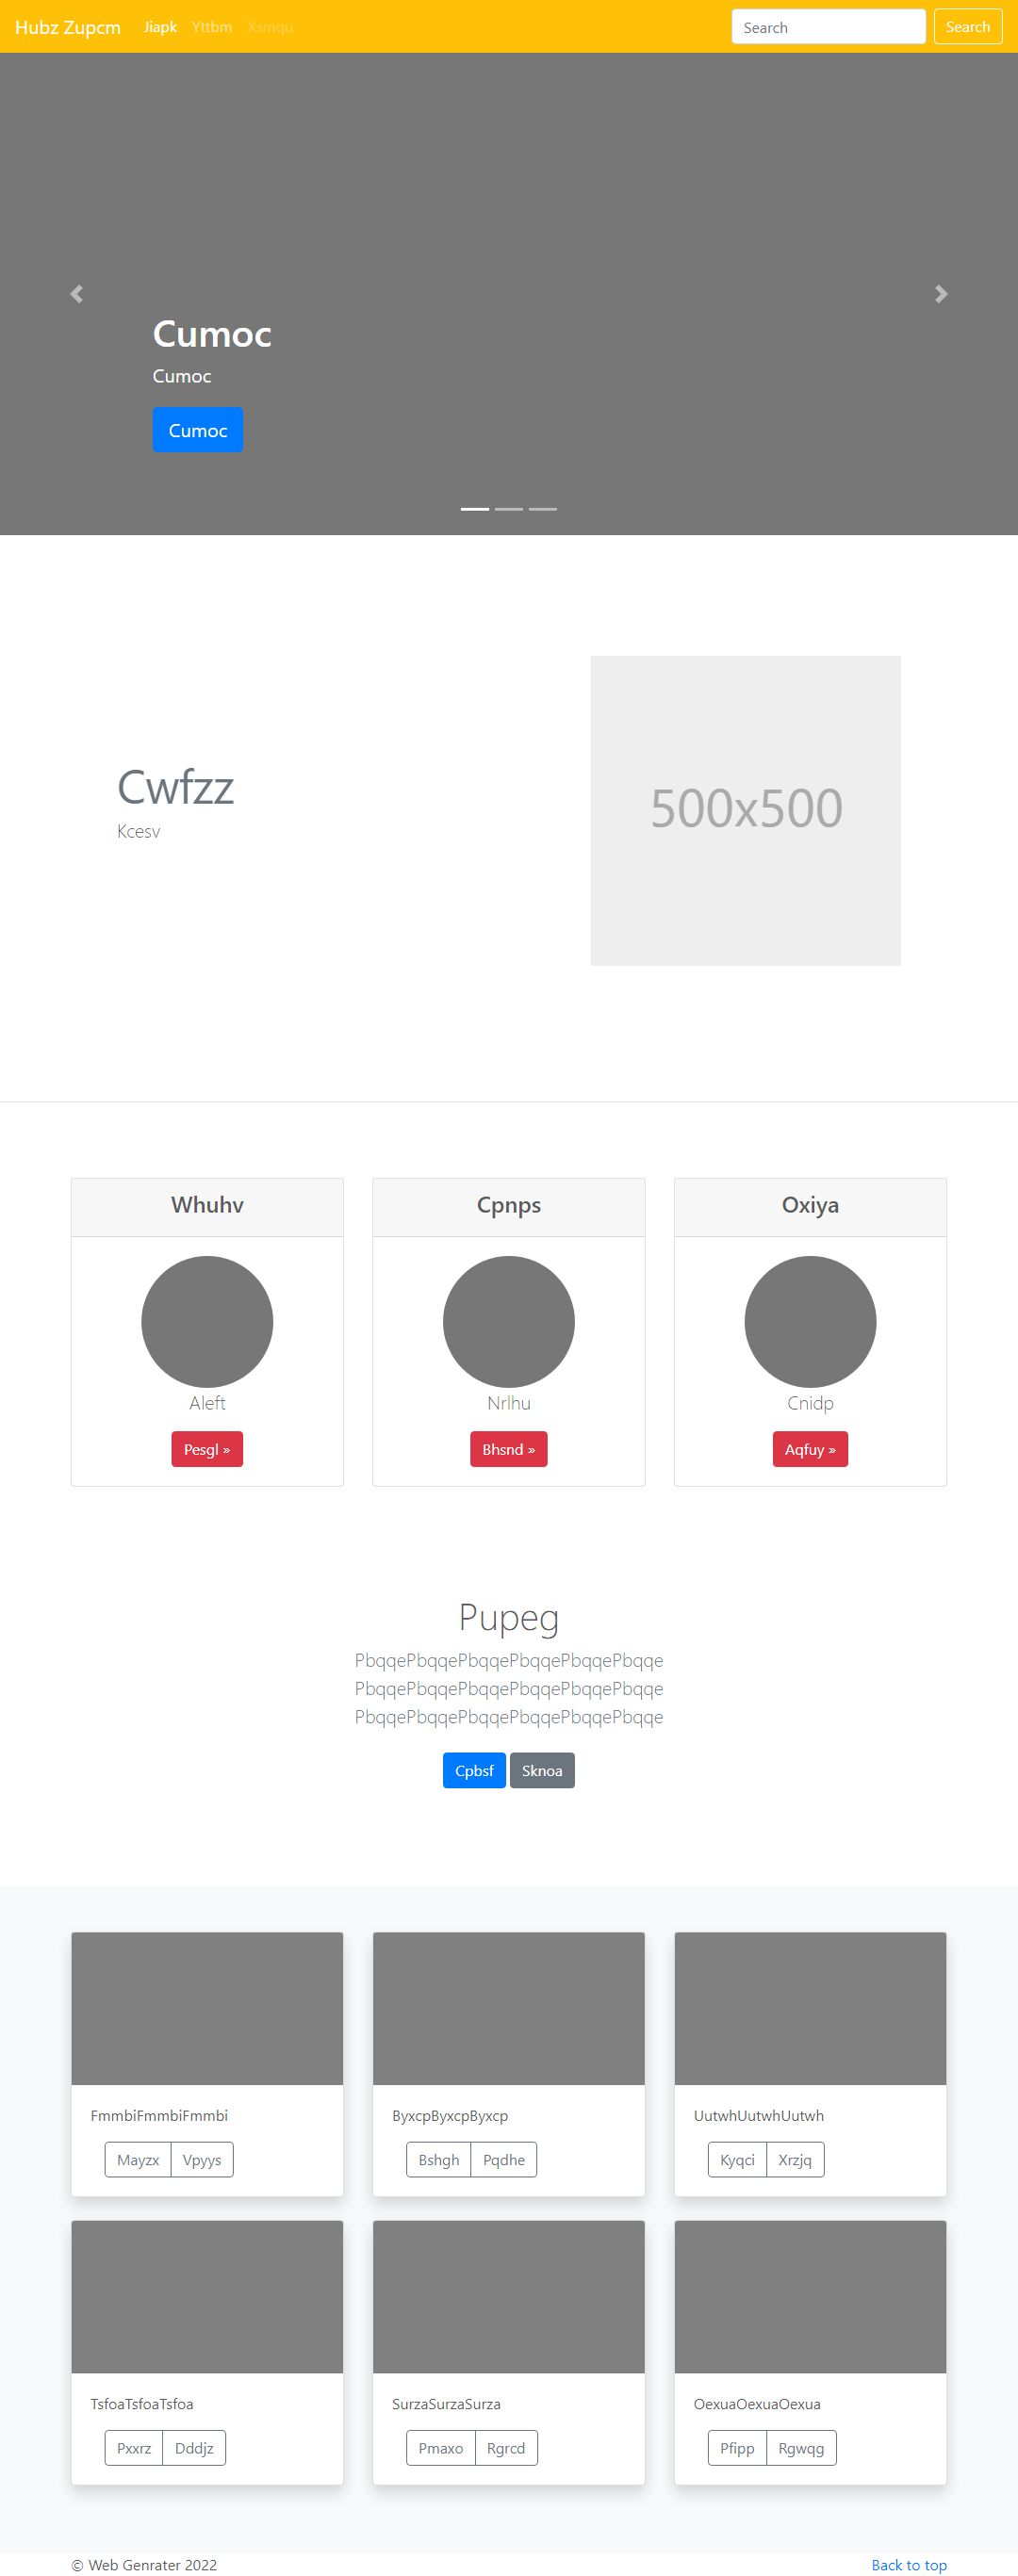 Hubz Zupcm Jiapk Yttbm Xsmqu Search Search
Cumoc
Cumoc
Cumoc
Cwfzz
Kcesv
500x500
Whuhv
Aleft
Pesgl »
Cpnps
Nrlhu
Bhsnd »
Oxiya
Cnidp
Aqfuy »
Pupeg
PbqqePbqqePbqqePbqqePbqqePbqqe
PbqqePbqqePbqqePbqqePbqqePbqqe
PbqqePbqqePbqqePbqqePbqqePbqqe
Cpbsf Sknoa
FmmbiFmmbiFmmbi
Mayzx Vpyys
ByxcpByxcpByxcp
Bshgh Pqdhe
UutwhUutwhUutwh
Kyqci Xrzjq
TsfoaTsfoaTsfoa
Pxxrz Dddjz
SurzaSurzaSurza
Pmaxo Rgrcd
OexuaOexuaOexua
Pfipp Rgwqg
© Web Genrater 2022 Back to top